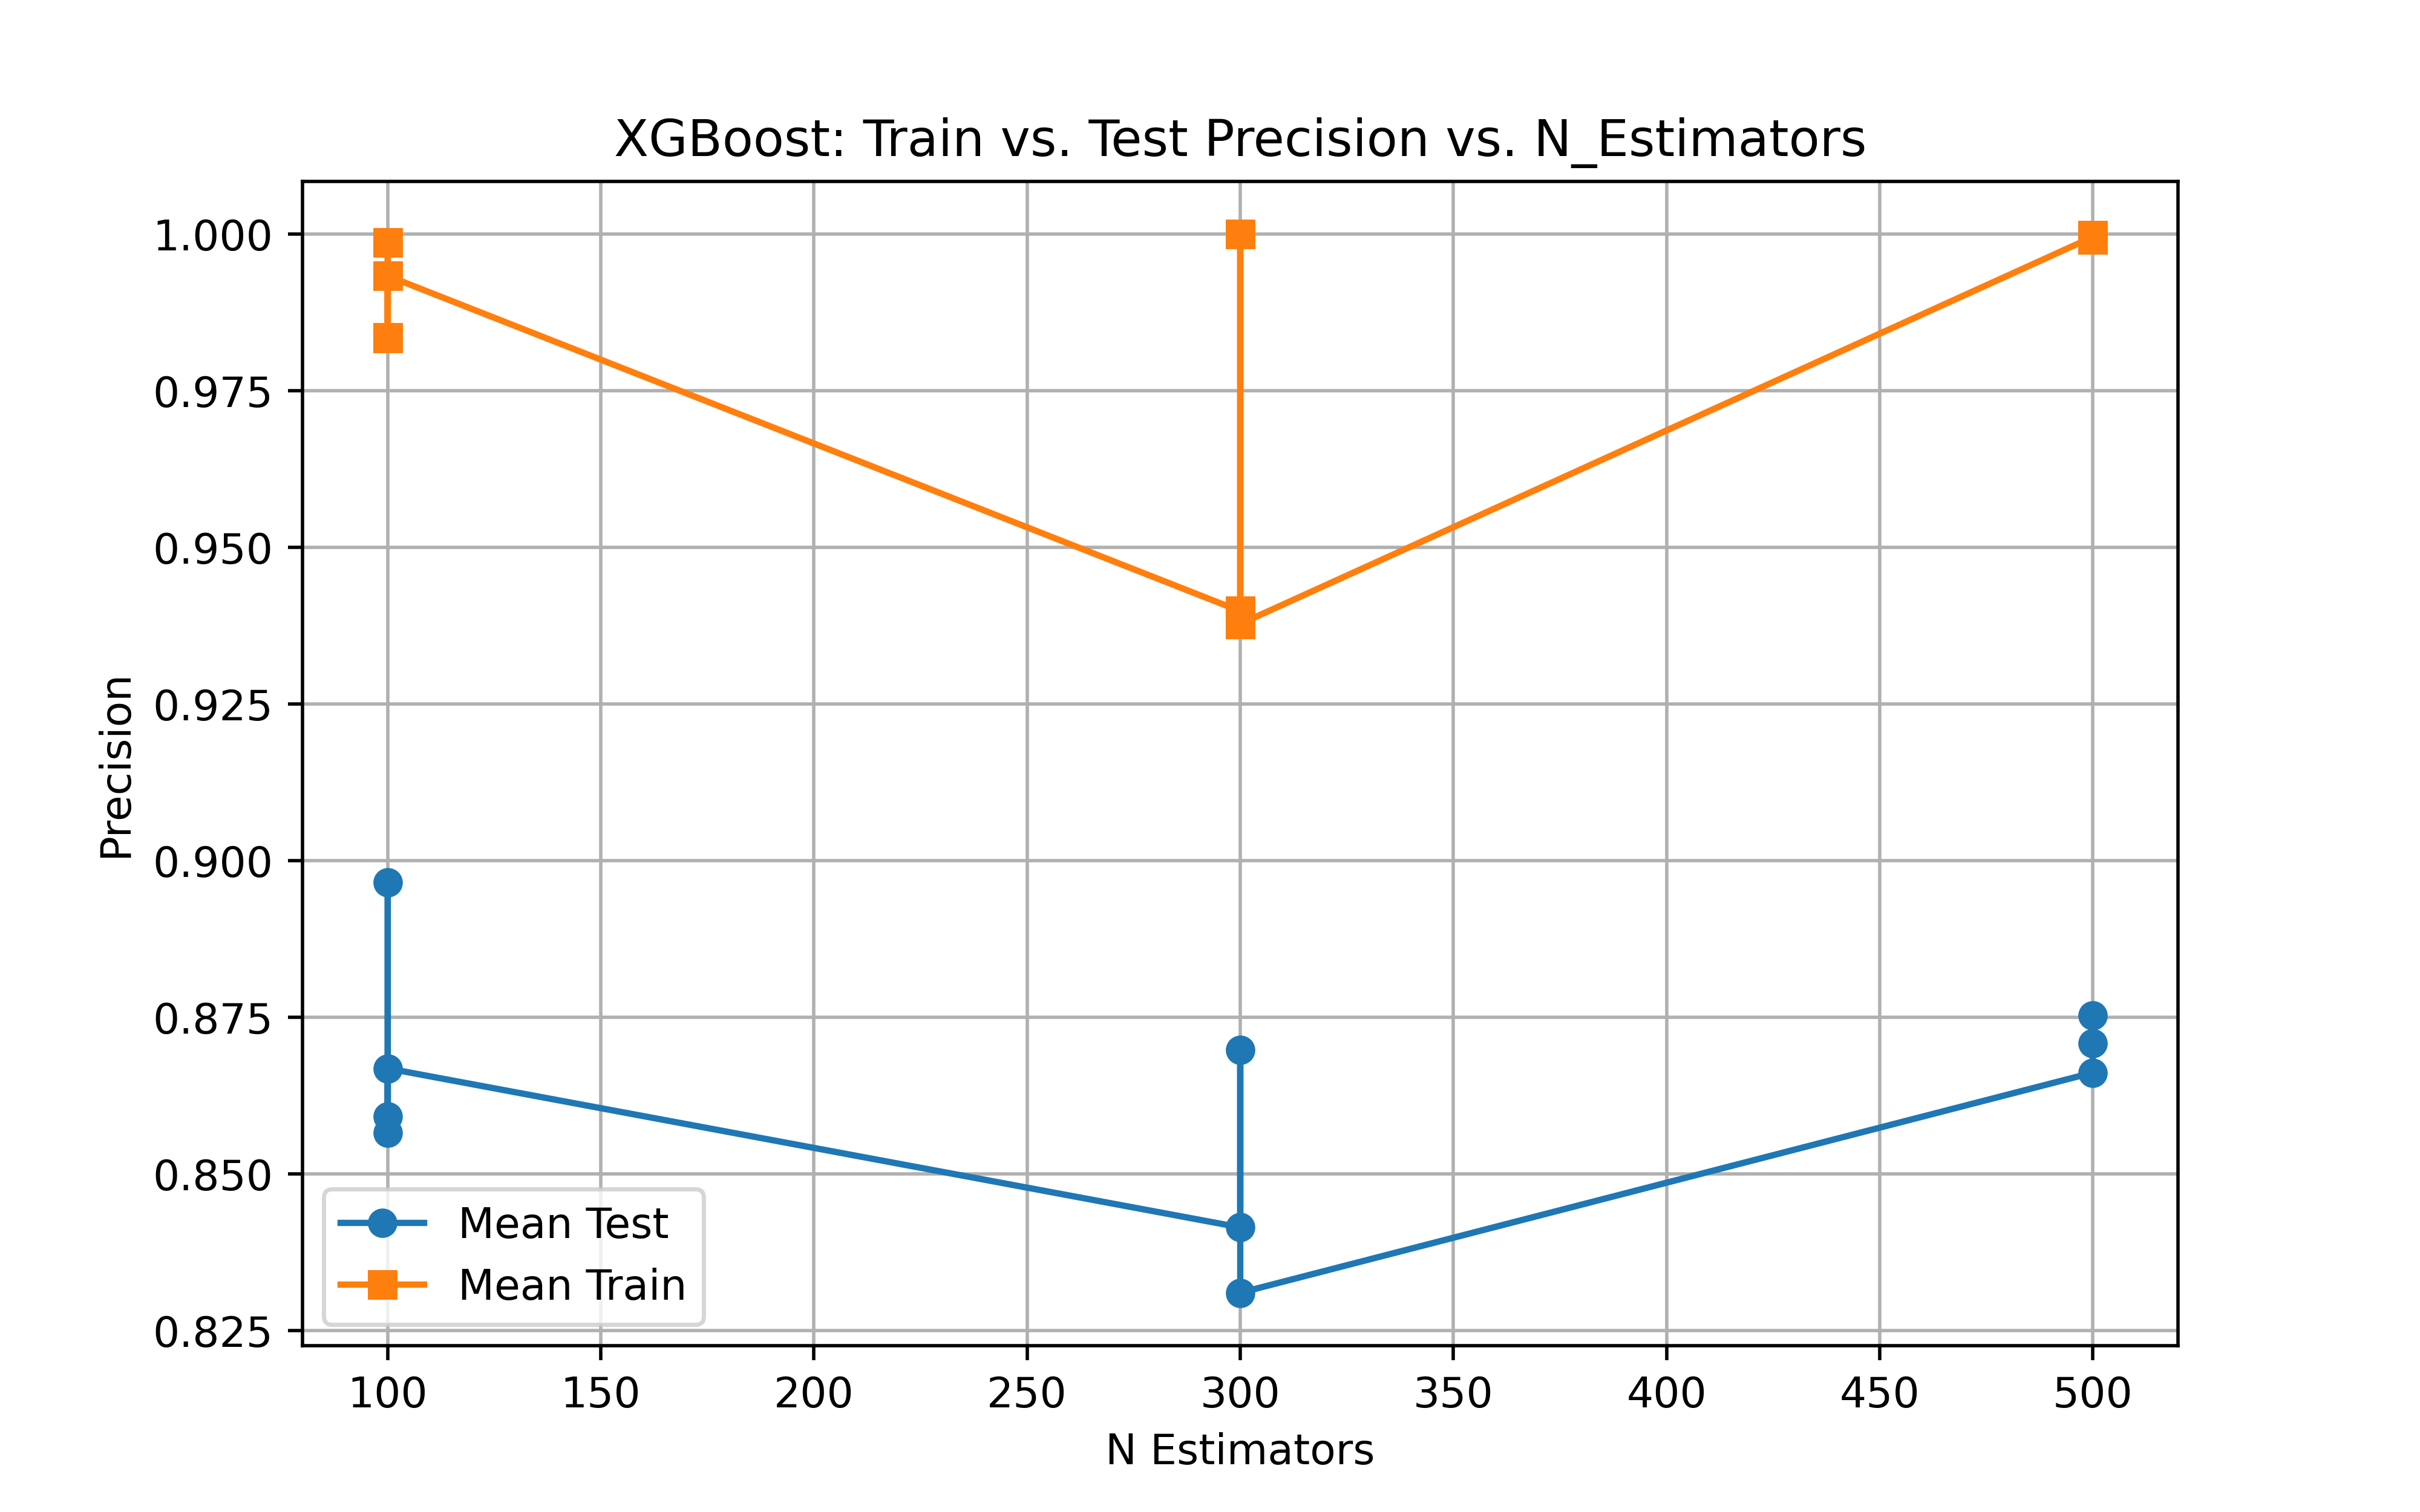 XGBoost: Train vs. Test Precision vs. N_Estimators
1.000
0.975
0.950
0.925
0.900
0.875
0.850
0.825
Precision
Mean Test
Mean Train
100 150 200 250 300 350 400 450 500
N Estimators